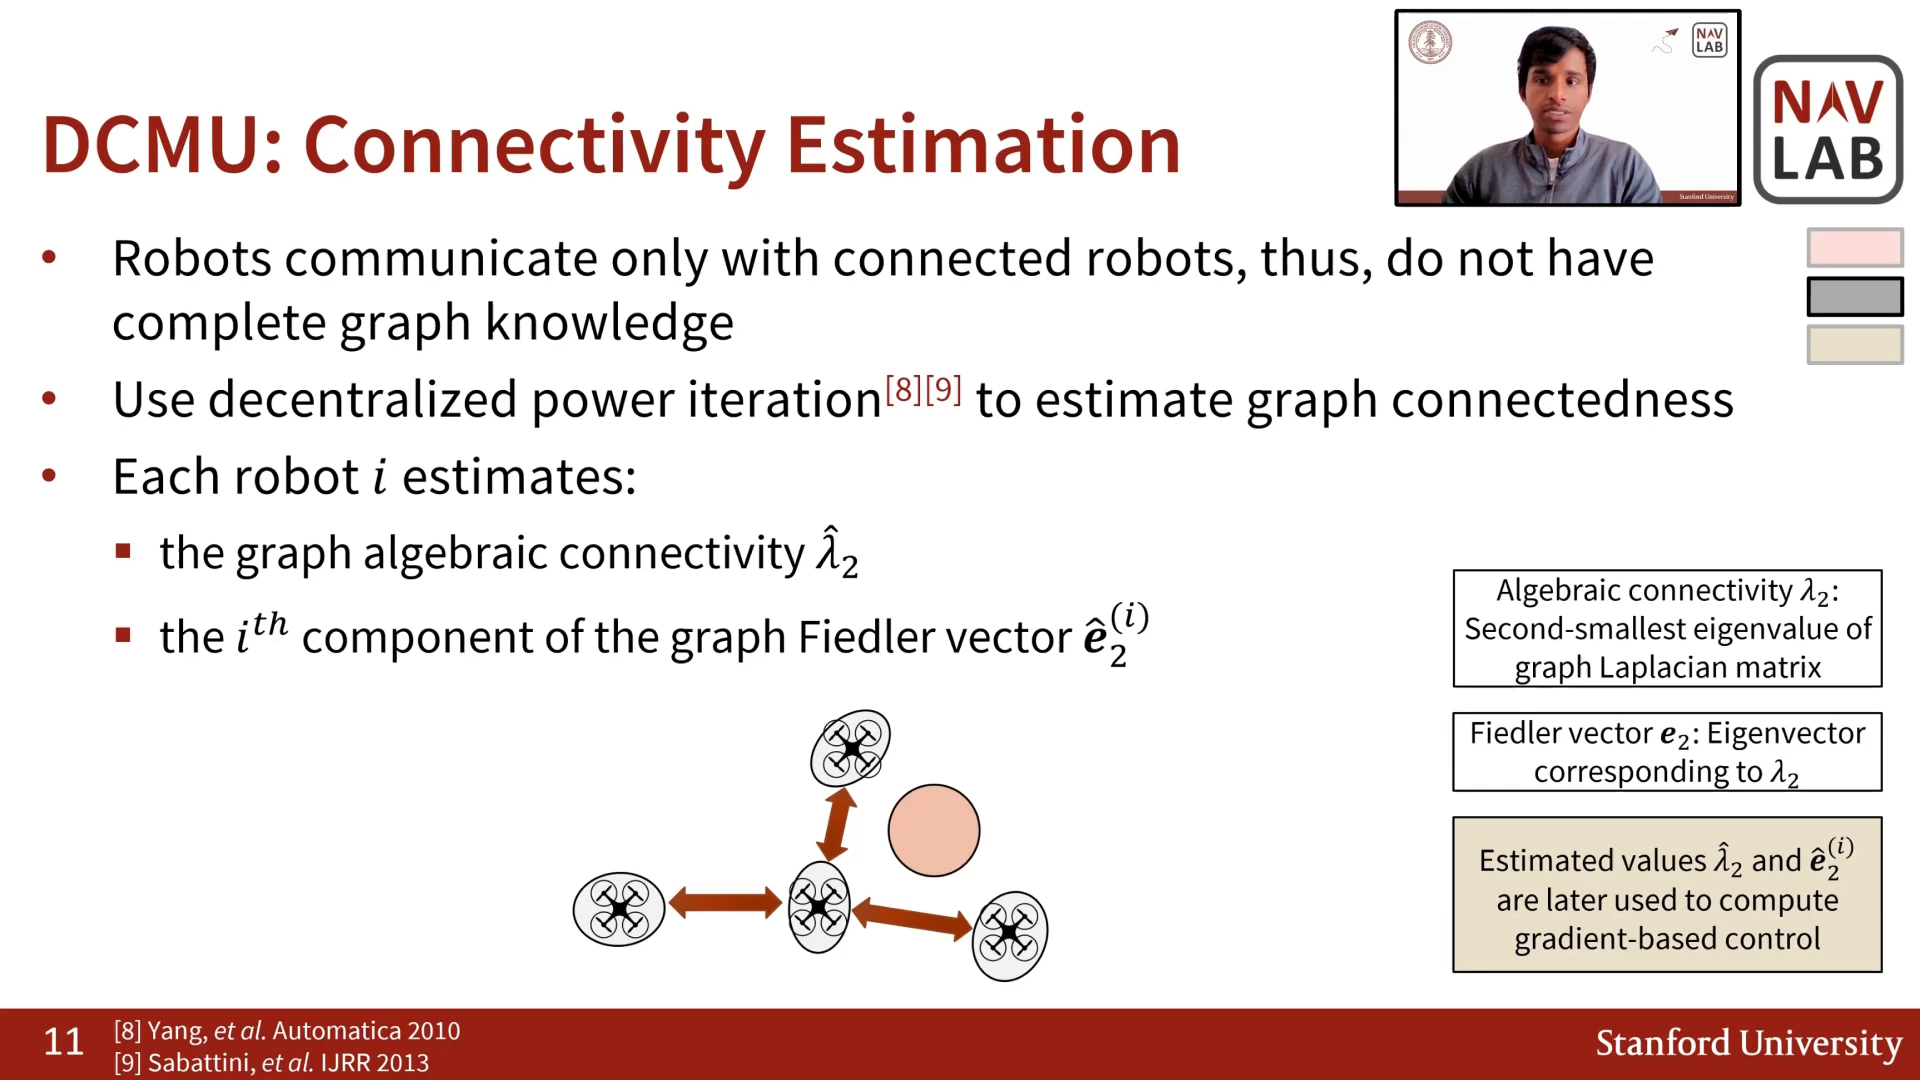 DCMU: Connectivity Estimation
NAV
LAB
NAV
LAB
Stanford University
• Robots communicate only with connected robots, thus, do not have
complete graph knowledge
• Use decentralized power iteration[8][9] to estimate graph connectedness
• Each robot i estimates:
▪ the graph algebraic connectivity λ̂₂
▪ the iᵗʰ component of the graph Fiedler vector ê₂⁽ⁱ⁾
Algebraic connectivity λ₂:
Second-smallest eigenvalue of
graph Laplacian matrix
Fiedler vector e₂: Eigenvector
corresponding to λ₂
Estimated values λ̂₂ and ê₂⁽ⁱ⁾
are later used to compute
gradient-based control
11
[8] Yang, et al. Automatica 2010
[9] Sabattini, et al. IJRR 2013
Stanford University